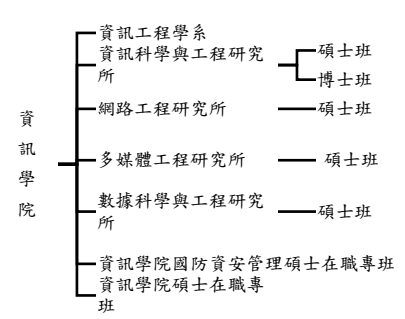 資訊學院
資訊工程學系
資訊科學與工程研究
所
碩士班
博士班
網路工程研究所
碩士班
多媒體工程研究所
碩士班
數據科學與工程研究
所
碩士班
資訊學院國防資安管理碩士在職專班
資訊學院碩士在職專
班